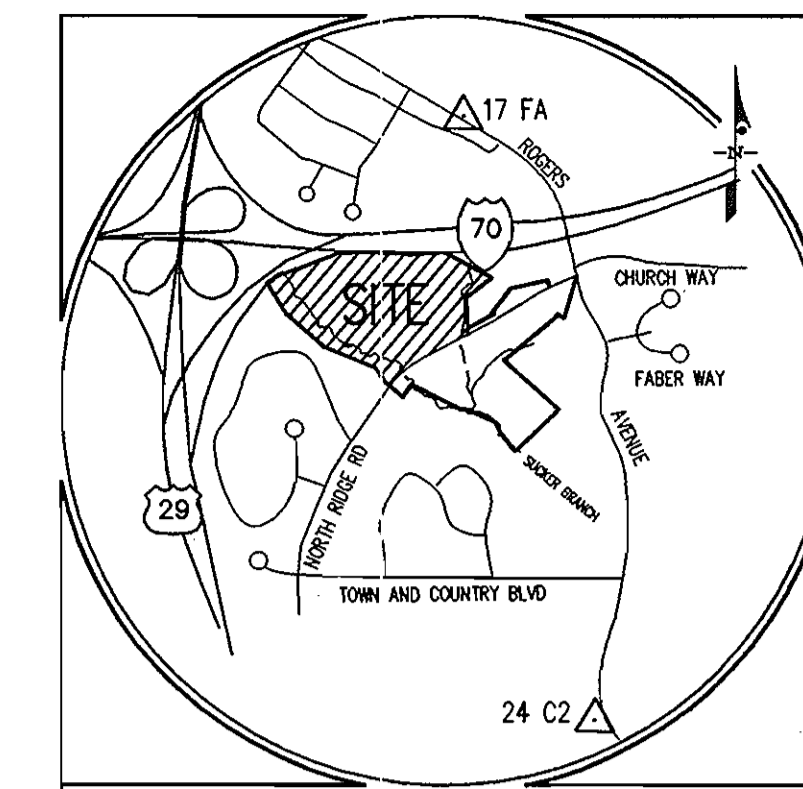 17 FA
ROGERS
N
70
CHURCH WAY
SITE
FABER WAY
AVENUE
SUCKER BRANCH
NORTH RIDGE RD
29
TOWN AND COUNTRY BLVD
24 C2